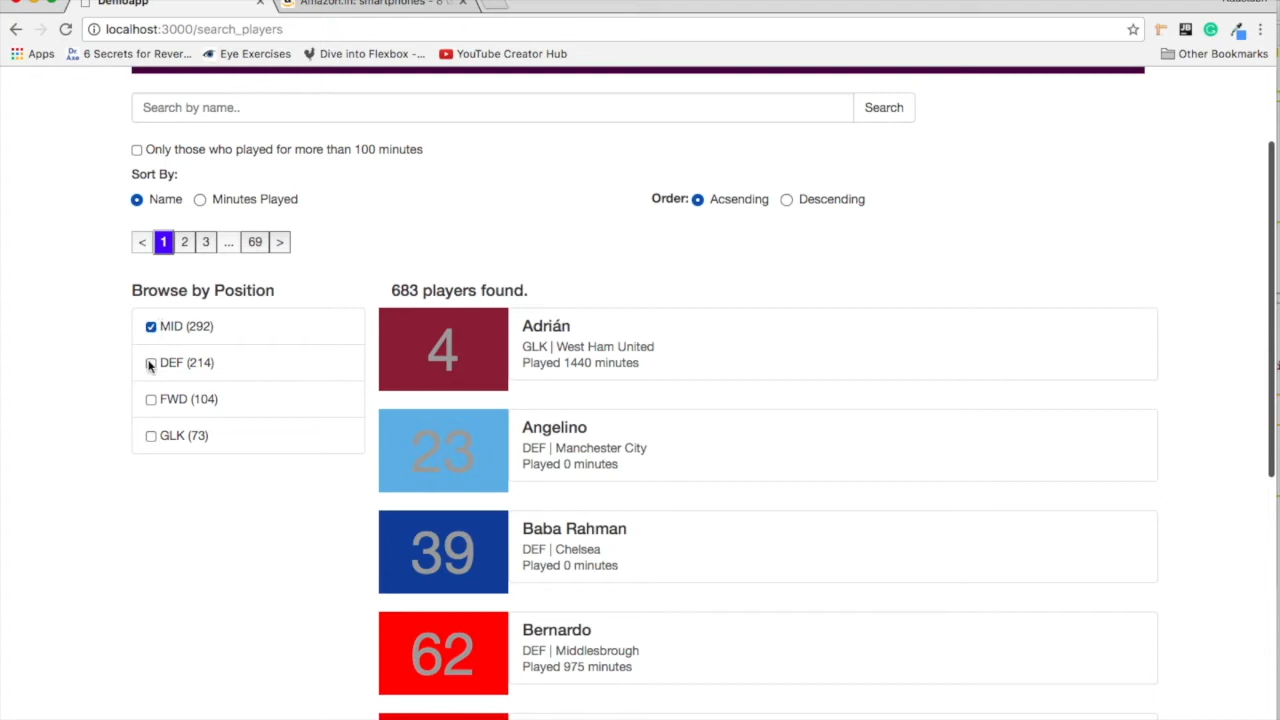 Demoapp
Amazon.in: smartphones -
localhost:3000/search_players
Apps 6 Secrets for Rever... Eye Exercises Dive into Flexbox -... YouTube Creator Hub Other Bookmarks
Search by name.. Search
Only those who played for more than 100 minutes
Sort By:
Name Minutes Played Order: Acsending Descending
< 1 2 3 ... 69 >
Browse by Position 683 players found.
MID (292)
DEF (214)
FWD (104)
GLK (73)
4
Adrián
GLK | West Ham United
Played 1440 minutes
23
Angelino
DEF | Manchester City
Played 0 minutes
39
Baba Rahman
DEF | Chelsea
Played 0 minutes
62
Bernardo
DEF | Middlesbrough
Played 975 minutes